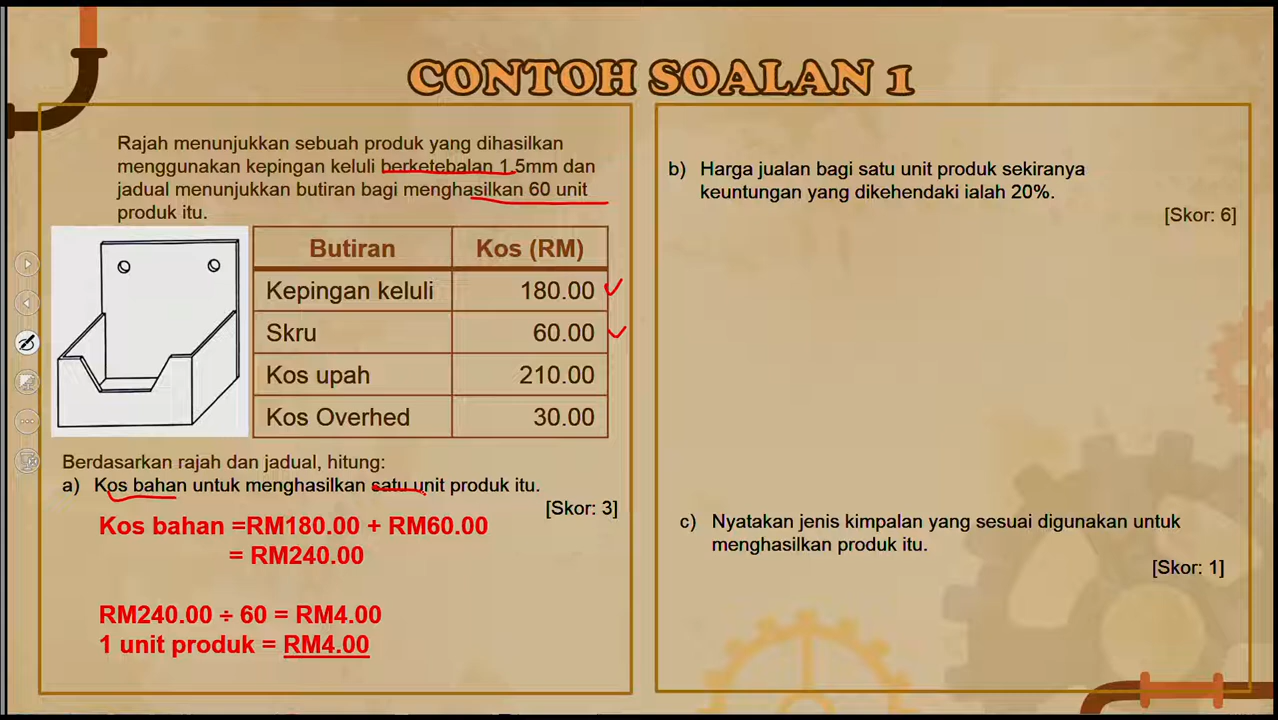 CONTOH SOALAN 1
Rajah menunjukkan sebuah produk yang dihasilkan
menggunakan kepingan keluli berketebalan 1.5mm dan
jadual menunjukkan butiran bagi menghasilkan 60 unit
produk itu.
Butiran Kos (RM)
Kepingan keluli 180.00
Skru 60.00
Kos upah 210.00
Kos Overhed 30.00
Berdasarkan rajah dan jadual, hitung:
a) Kos bahan untuk menghasilkan satu unit produk itu.
[Skor: 3]
Kos bahan =RM180.00 + RM60.00
= RM240.00
RM240.00 ÷ 60 = RM4.00
1 unit produk = RM4.00
b) Harga jualan bagi satu unit produk sekiranya
keuntungan yang dikehendaki ialah 20%.
[Skor: 6]
c) Nyatakan jenis kimpalan yang sesuai digunakan untuk
menghasilkan produk itu.
[Skor: 1]